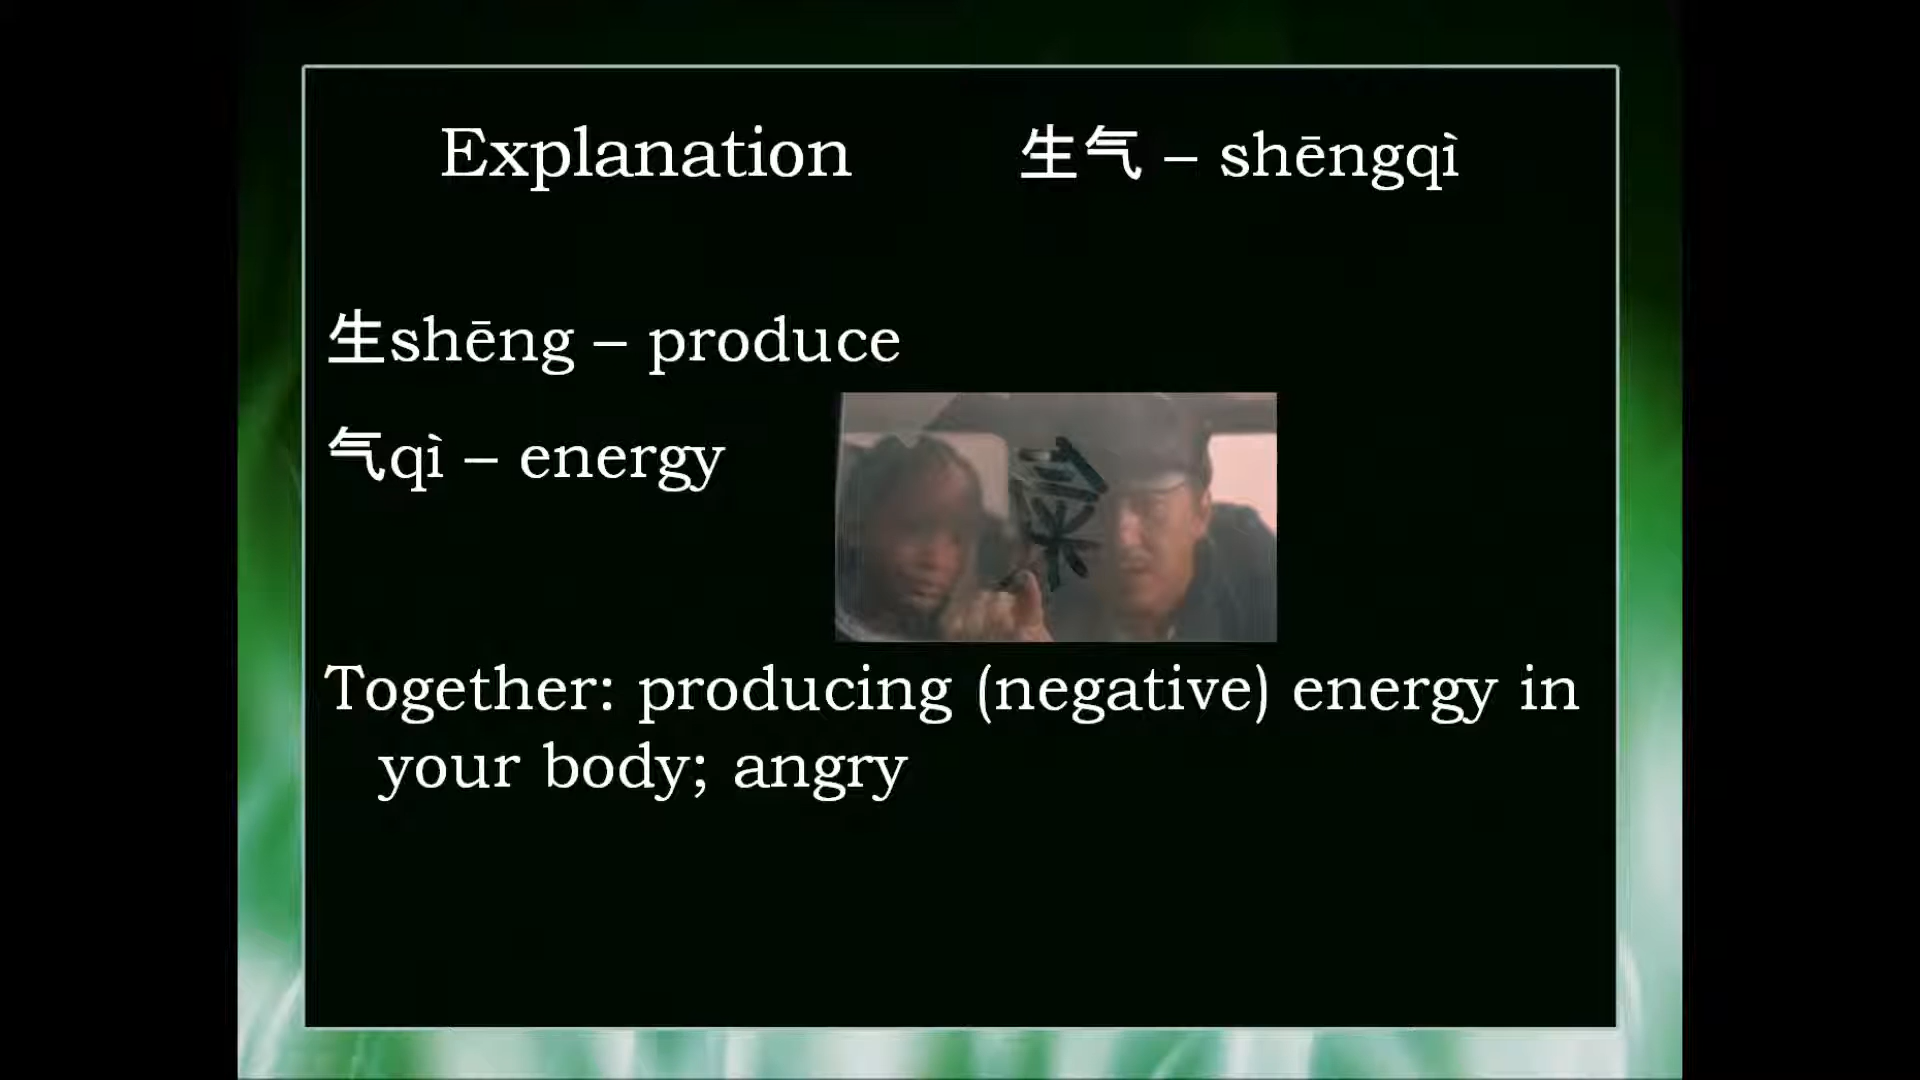 Explanation 生气 – shēngqì
生shēng – produce
气qì – energy
Together: producing (negative) energy in
your body; angry